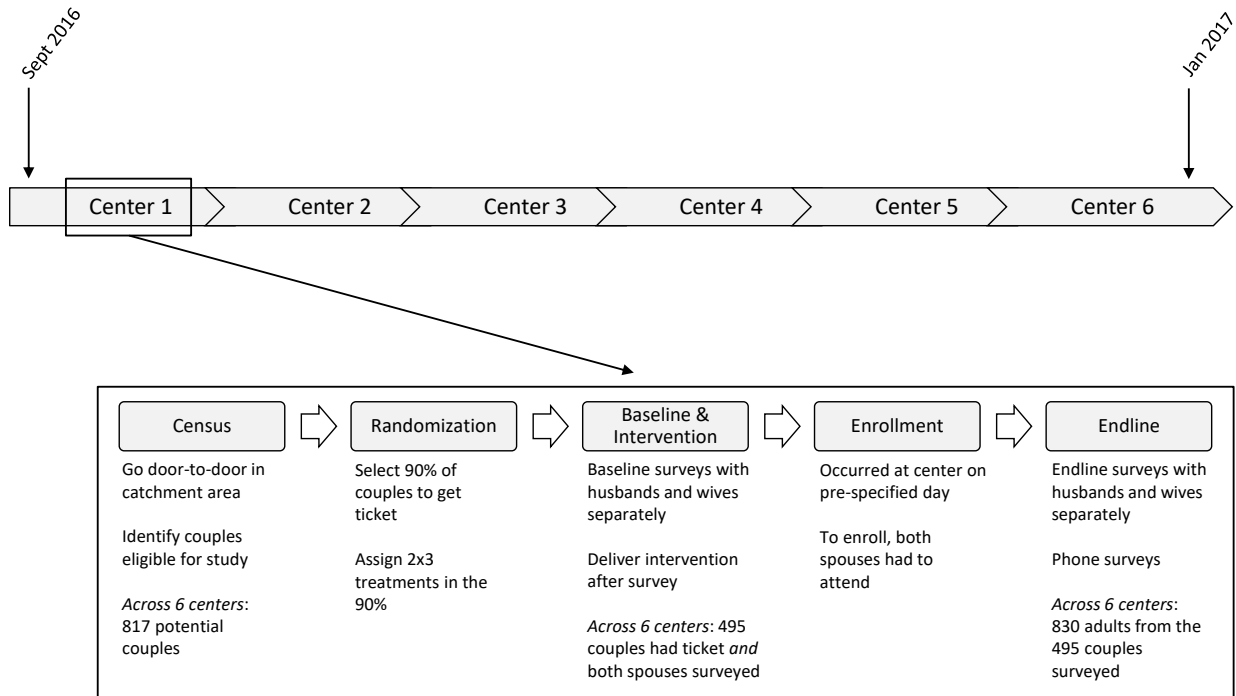 Sept 2016
Jan 2017
Center 1
Center 2
Center 3
Center 4
Center 5
Center 6
Census
Go door-to-door in
catchment area
Identify couples
eligible for study
Across 6 centers:
817 potential
couples
Randomization
Select 90% of
couples to get
ticket
Assign 2x3
treatments in the
90%
Baseline &
Intervention
Baseline surveys with
husbands and wives
separately
Deliver intervention
after survey
Across 6 centers: 495
couples had ticket and
both spouses surveyed
Enrollment
Occurred at center on
pre-specified day
To enroll, both
spouses had to
attend
Endline
Endline surveys with
husbands and wives
separately
Phone surveys
Across 6 centers:
830 adults from the
495 couples
surveyed